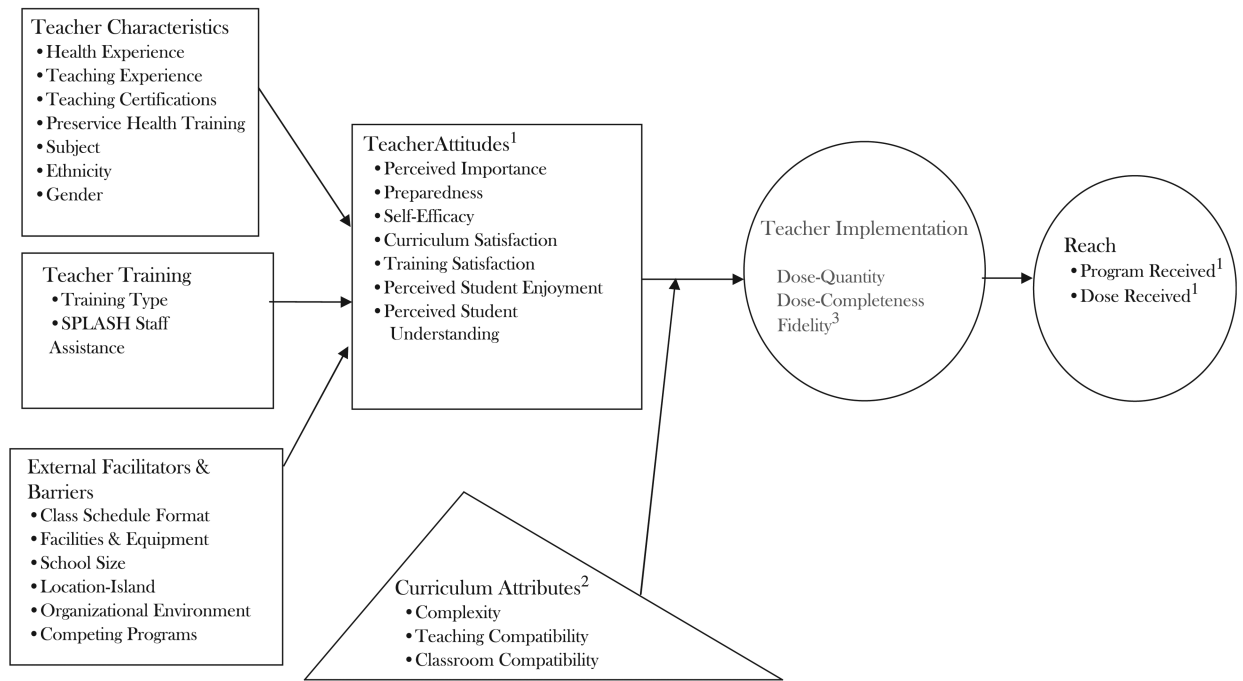 Teacher Characteristics
• Health Experience
• Teaching Experience
• Teaching Certifications
• Preservice Health Training
• Subject
• Ethnicity
• Gender
Teacher Training
• Training Type
• SPLASH Staff
Assistance
External Facilitators &
Barriers
• Class Schedule Format
• Facilities & Equipment
• School Size
• Location-Island
• Organizational Environment
• Competing Programs
TeacherAttitudes1
• Perceived Importance
• Preparedness
• Self-Efficacy
• Curriculum Satisfaction
• Training Satisfaction
• Perceived Student Enjoyment
• Perceived Student
Understanding
Curriculum Attributes2
• Complexity
• Teaching Compatibility
• Classroom Compatibility
Teacher Implementation
Dose-Quantity
Dose-Completeness
Fidelity3
Reach
• Program Received1
• Dose Received1